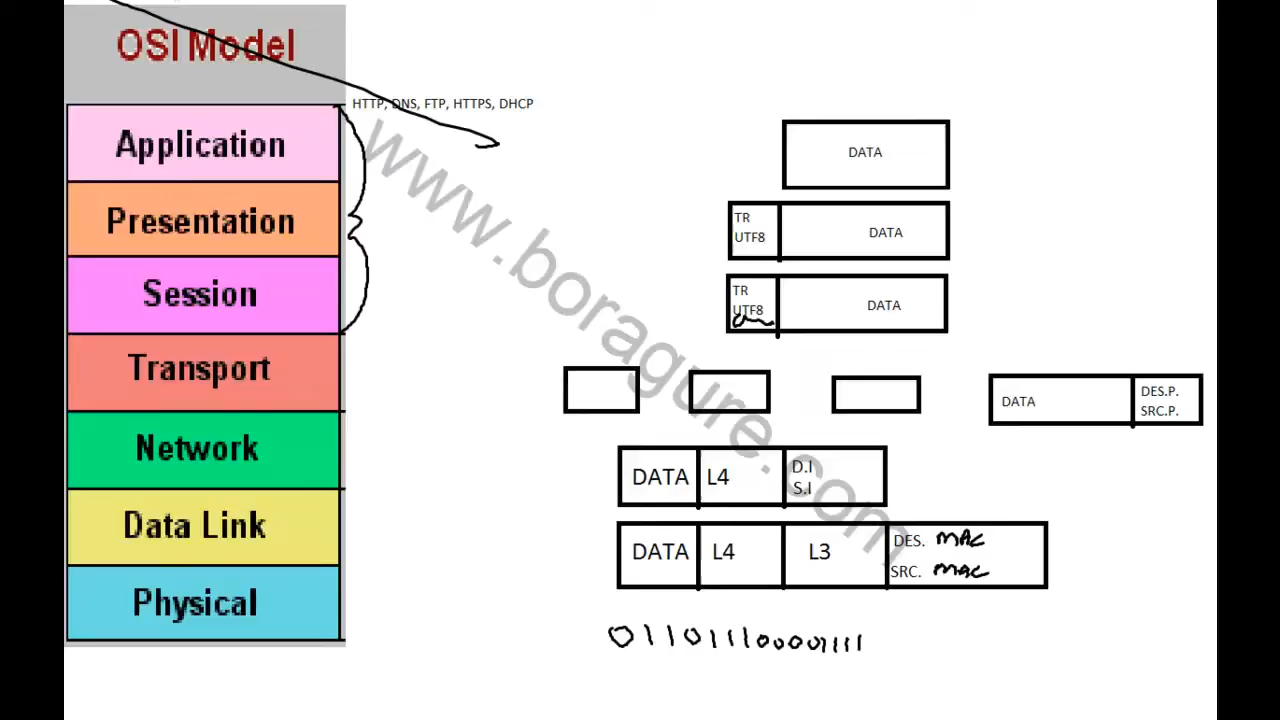 OSI Model
HTTP, DNS, FTP, HTTPS, DHCP
Application
DATA
Presentation
TR
UTF8
DATA
Session
TR
UTF8
DATA
Transport
DATA
DES.P.
SRC.P.
Network
DATA
L4
D.I
S.I
Data Link
DATA
L4
L3
DES. MAC
SRC. MAC
Physical
011011100001111
www.boragure.com